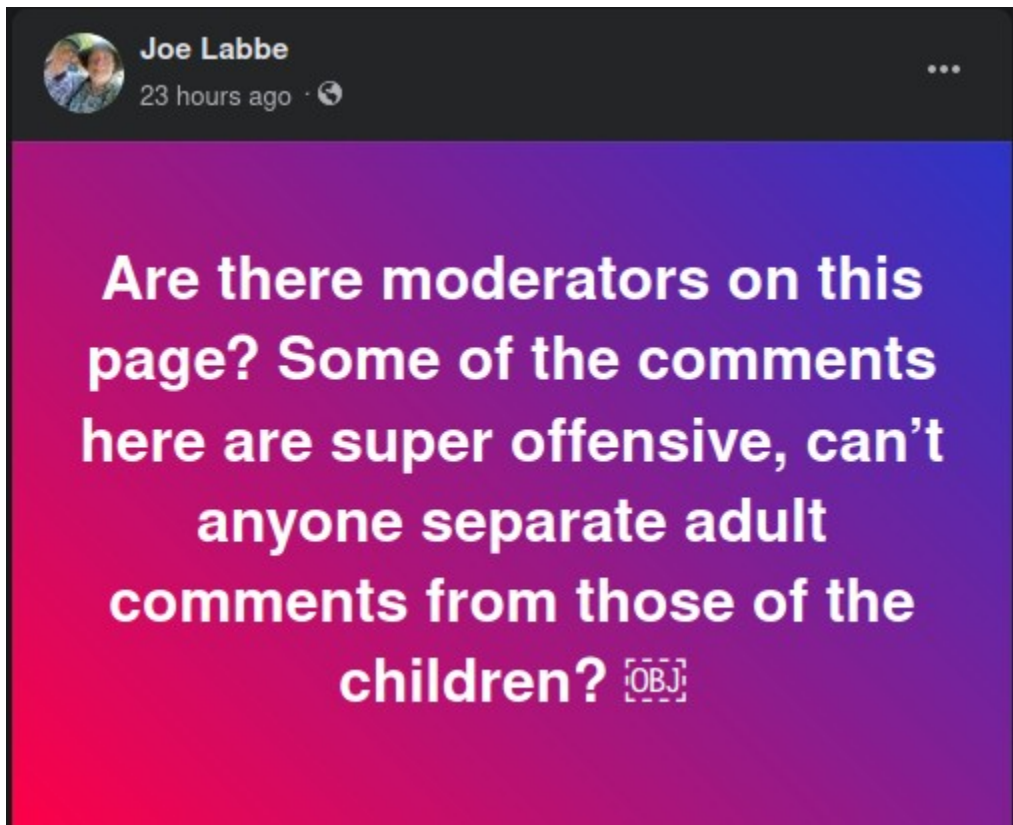 Joe Labbe
23 hours ago ·
Are there moderators on this
page? Some of the comments
here are super offensive, can’t
anyone separate adult
comments from those of the
children? OBJ